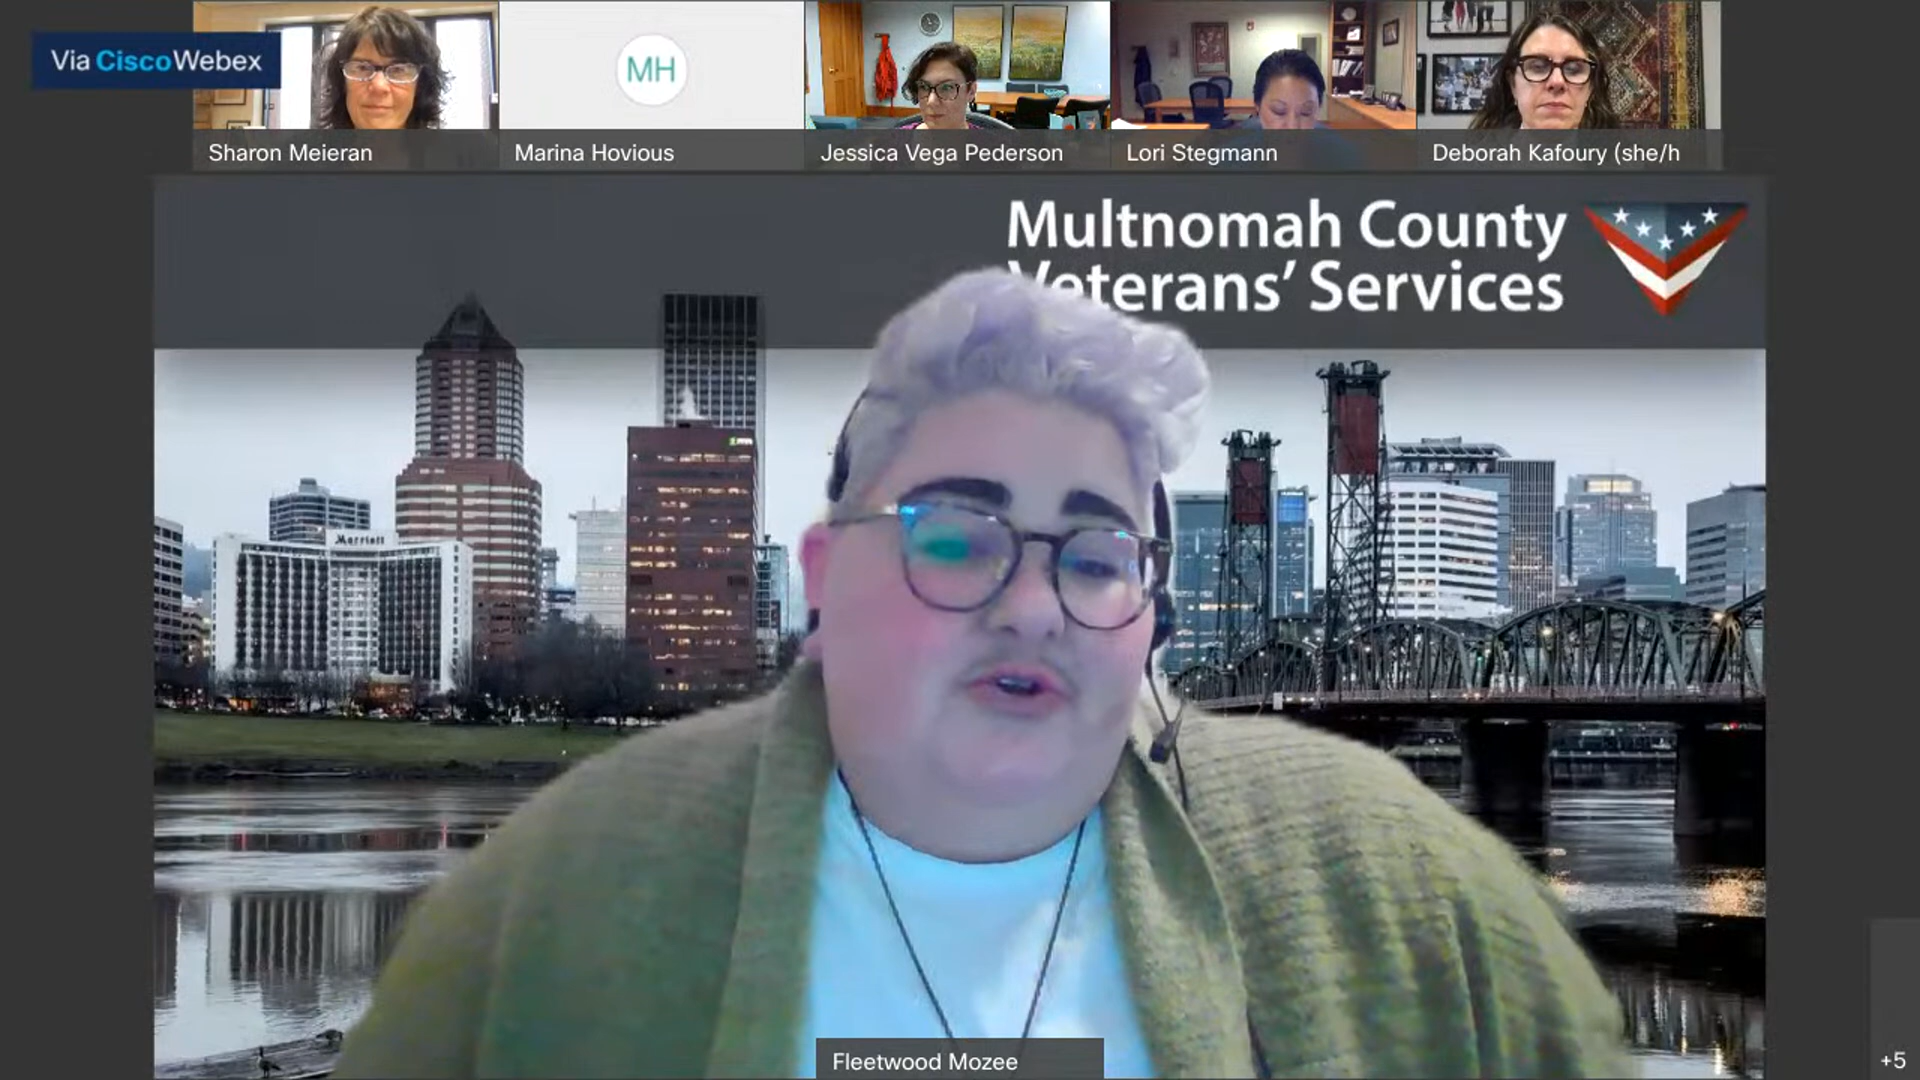 Via CiscoWebex
MH
Sharon Meieran
Marina Hovious
Jessica Vega Pederson
Lori Stegmann
Deborah Kafoury (she/h
Multnomah County
Veterans’ Services
Marriott
Fleetwood Mozee
+5